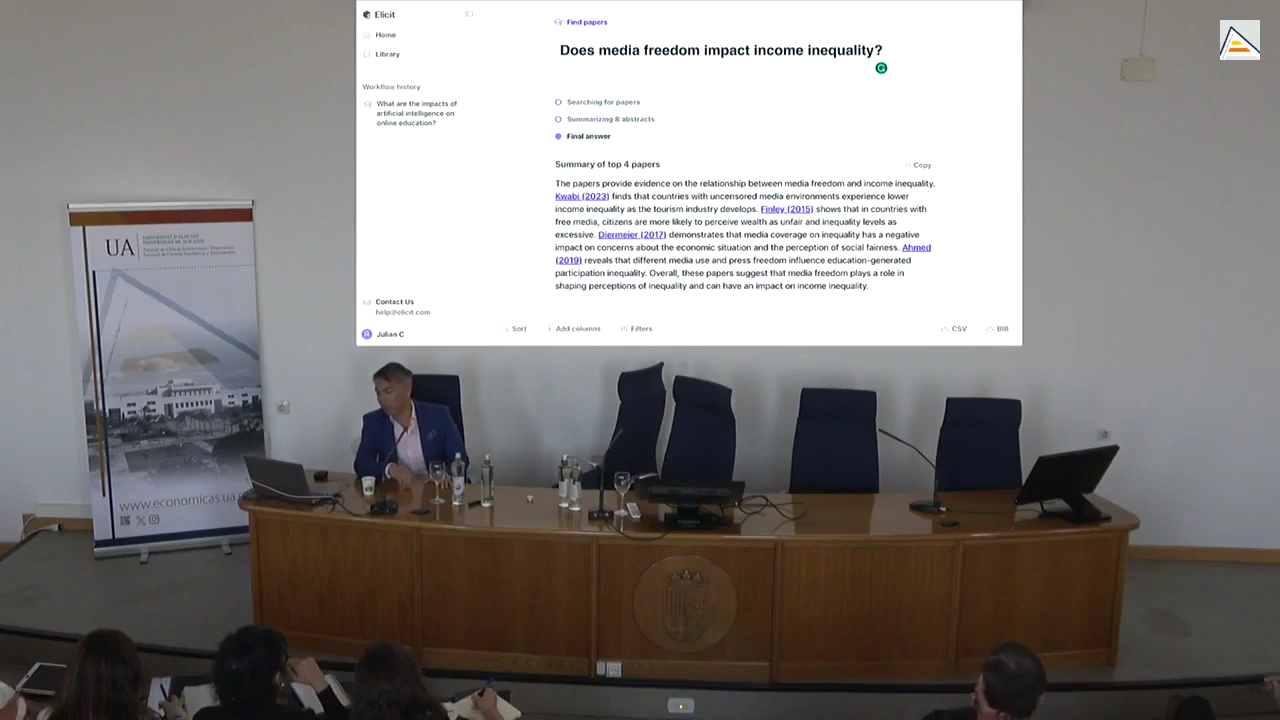 Elicit
Home
Library
Workflow history
What are the impacts of
artificial intelligence on
online education?
Contact Us
help@elicit.com
Julian C
Find papers
Does media freedom impact income inequality?
Searching for papers
Summarizing 8 abstracts
Final answer
Summary of top 4 papers
Copy
The papers provide evidence on the relationship between media freedom and income inequality.
Kwabi (2023) finds that countries with uncensored media environments experience lower
income inequality as the tourism industry develops. Finley (2015) shows that in countries with
free media, citizens are more likely to perceive wealth as unfair and inequality levels as
excessive. Diermeier (2017) demonstrates that media coverage on inequality has a negative
impact on concerns about the economic situation and the perception of social fairness. Ahmed
(2019) reveals that different media use and press freedom influence education-generated
participation inequality. Overall, these papers suggest that media freedom plays a role in
shaping perceptions of inequality and can have an impact on income inequality.
Sort
Add columns
Filters
CSV
BIB
UA
www.economicas.ua.